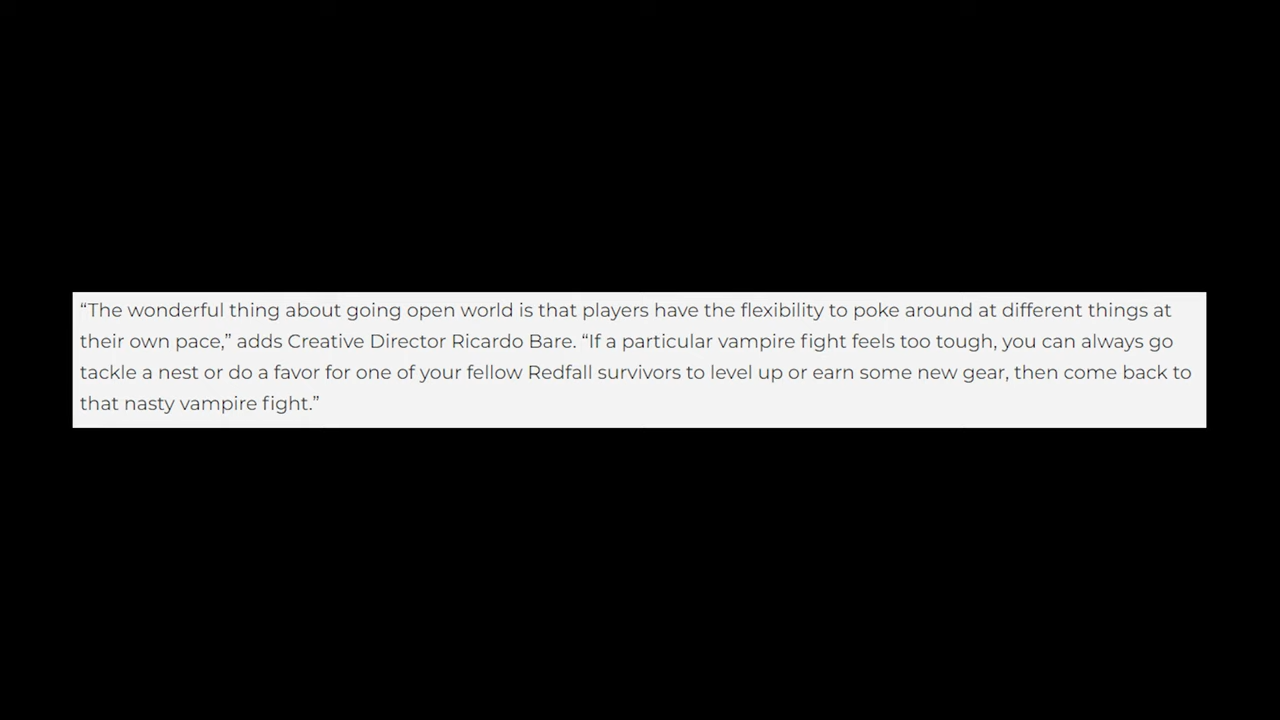 “The wonderful thing about going open world is that players have the flexibility to poke around at different things at
their own pace,” adds Creative Director Ricardo Bare. “If a particular vampire fight feels too tough, you can always go
tackle a nest or do a favor for one of your fellow Redfall survivors to level up or earn some new gear, then come back to
that nasty vampire fight.”